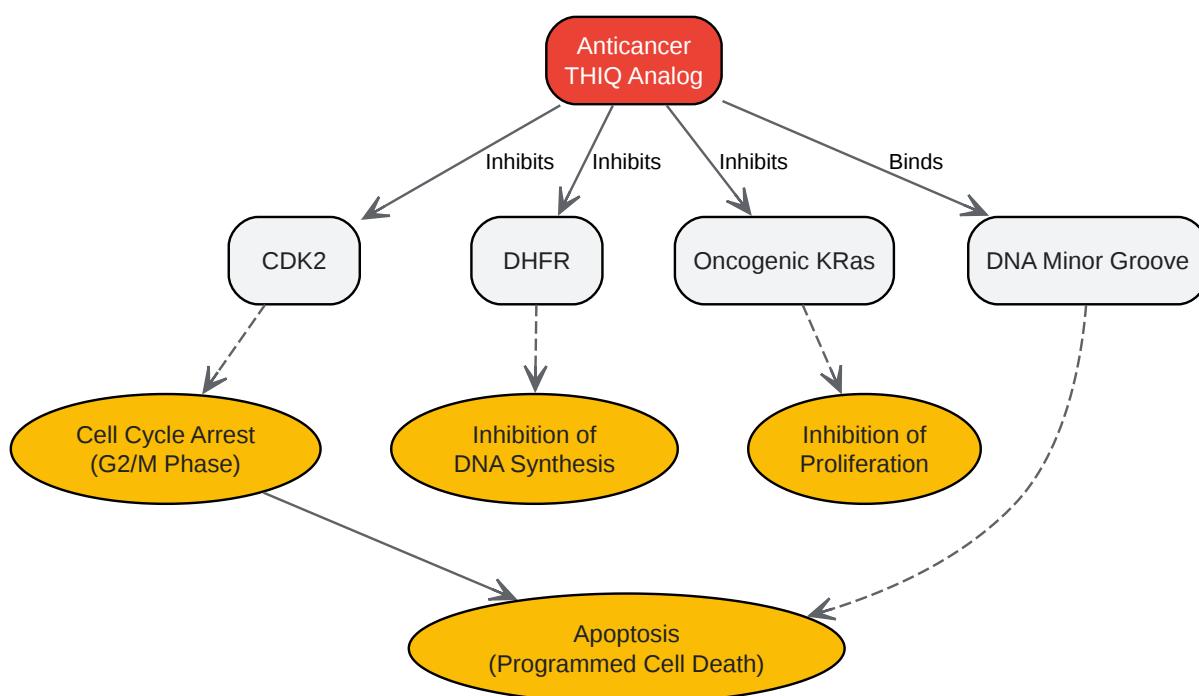 Anticancer
THIQ Analog
Inhibits
Inhibits
Inhibits
Binds
CDK2
DHFR
Oncogenic KRas
DNA Minor Groove
Cell Cycle Arrest
(G2/M Phase)
Inhibition of
DNA Synthesis
Inhibition of
Proliferation
Apoptosis
(Programmed Cell Death)